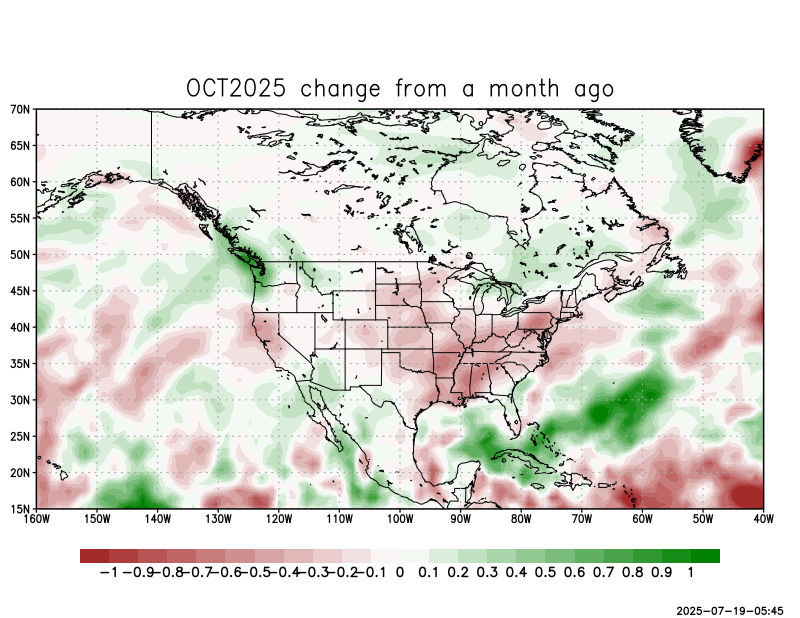 OCT2025 change from a month ago
70N
65N
60N
55N
50N
45N
40N
35N
30N
25N
20N
15N
160W 150W 140W 130W 120W 110W 100W 90W 80W 70W 60W 50W 40W
−1 −0.9 −0.8 −0.7 −0.6 −0.5 −0.4 −0.3 −0.2 −0.1 0 0.1 0.2 0.3 0.4 0.5 0.6 0.7 0.8 0.9 1
2025-07-19-05:45